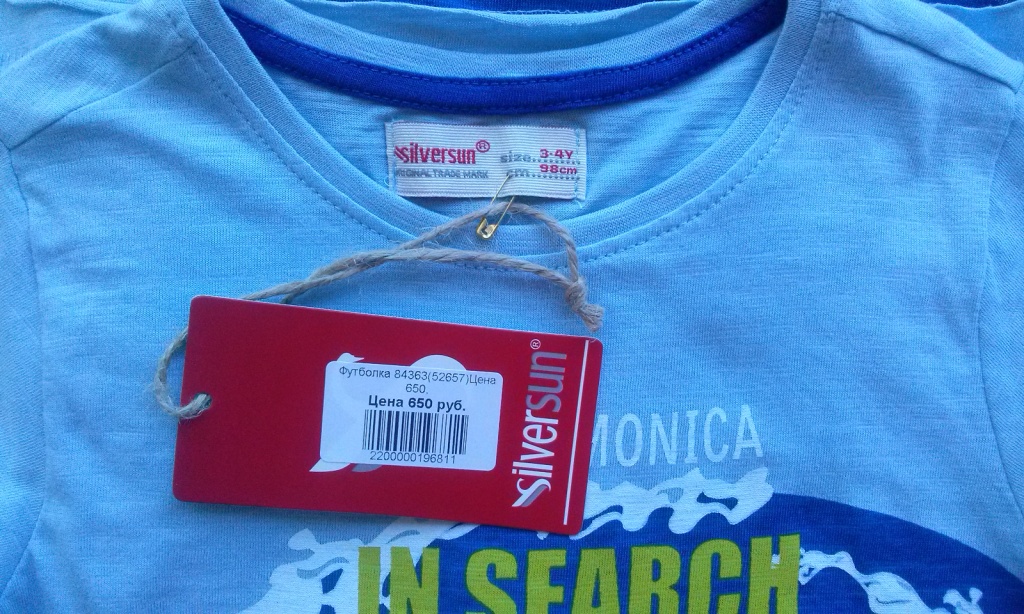 silversun®
ORIGINAL TRADE MARK
size 3-4Y
cm 98cm
Футболка 84363(52657)Цена
650,
Цена 650 руб.
2200000196811
silversun®
MONICA
IN SEARCH